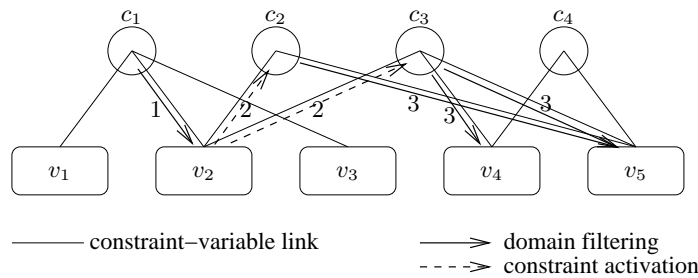 c1 c2 c3 c4
1 2 2 3 3 3
v1 v2 v3 v4 v5
constraint-variable link domain filtering
constraint activation